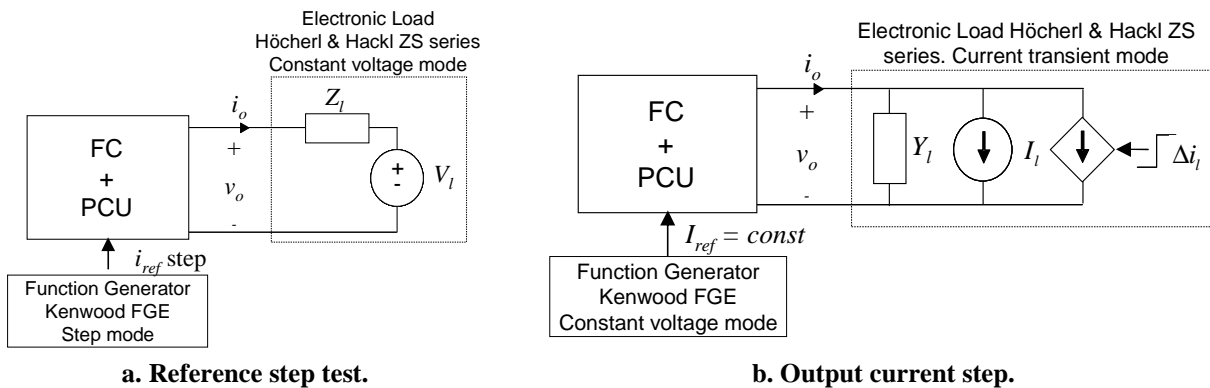 Electronic Load
Höcherl & Hackl ZS series
Constant voltage mode
FC
+
PCU
i_o
+
v_o
-
Z_l
+
-
V_l
i_ref step
Function Generator
Kenwood FGE
Step mode
a. Reference step test.
Electronic Load Höcherl & Hackl ZS
series. Current transient mode
FC
+
PCU
i_o
+
v_o
-
Y_l
I_l
Δi_l
I_ref = const
Function Generator
Kenwood FGE
Constant voltage mode
b. Output current step.